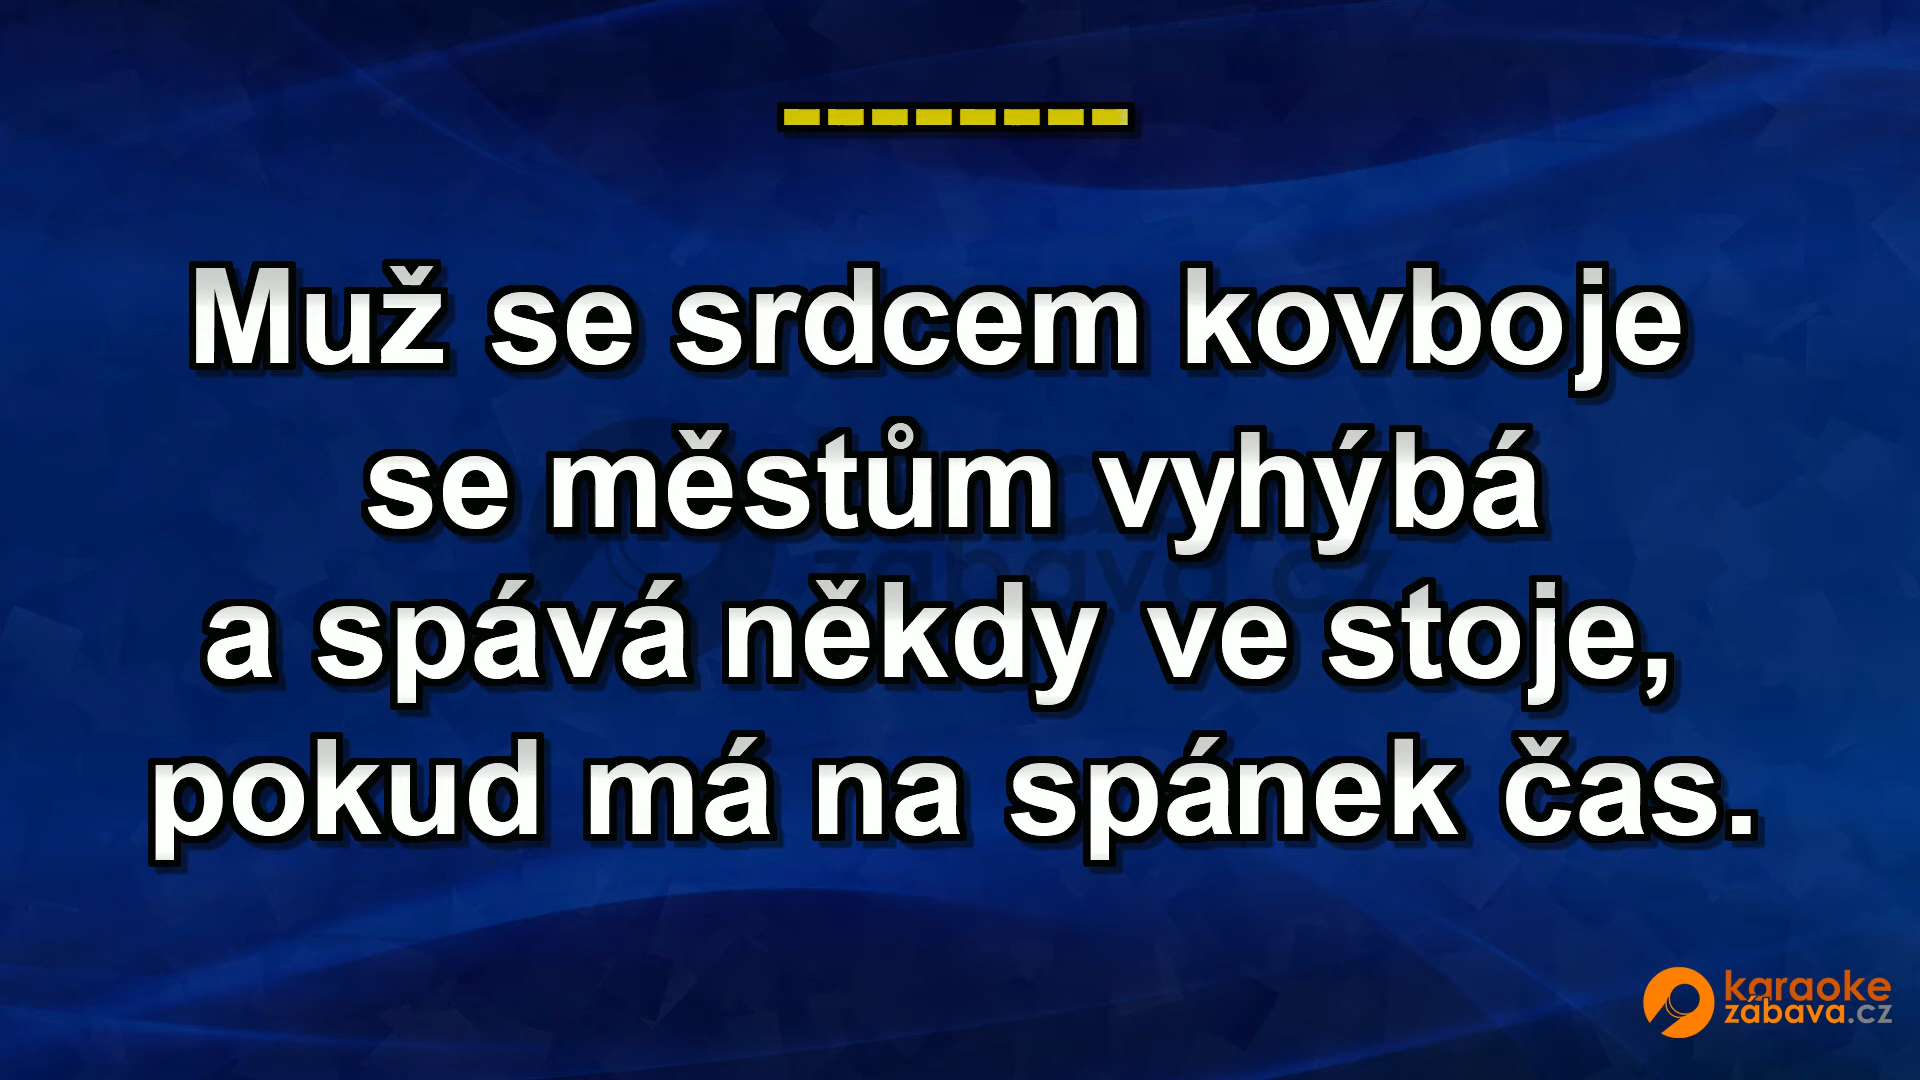 Muž se srdcem kovboje
se městům vyhýbá
a spává někdy ve stoje,
pokud má na spánek čas.
karaoke
zábava.cz